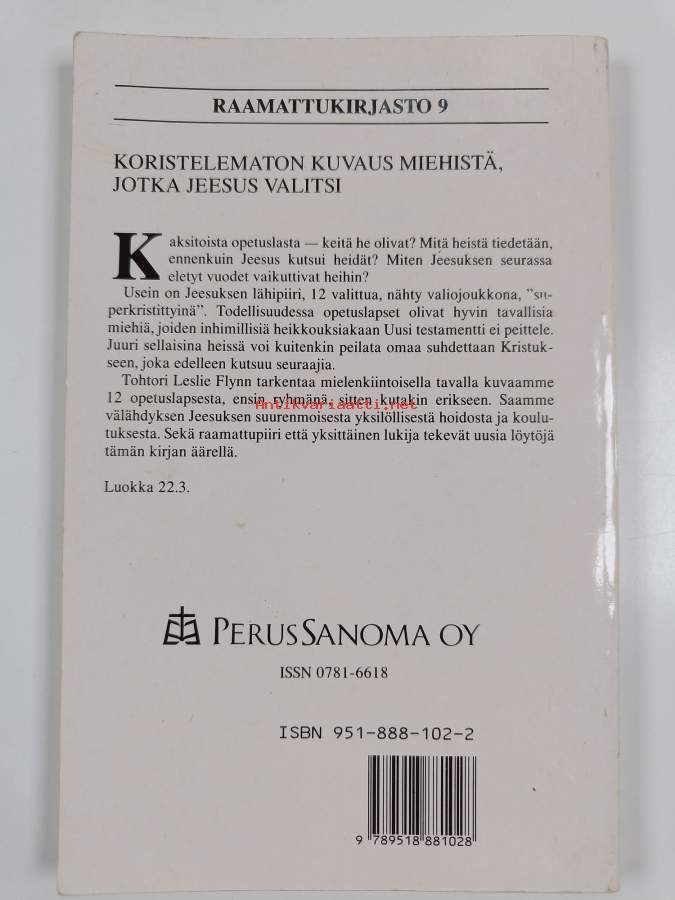 RAAMATTUKIRJASTO 9
KORISTELEMATON KUVAUS MIEHISTÄ,
JOTKA JEESUS VALITSI
Kaksitoista opetuslasta — keitä he olivat? Mitä heistä tiedetään,
ennenkuin Jeesus kutsui heidät? Miten Jeesuksen seurassa
eletyt vuodet vaikuttivat heihin?
Usein on Jeesuksen lähipiiri, 12 valittua, nähty valiojoukkona, ”su-
perkristittyinä”. Todellisuudessa opetuslapset olivat hyvin tavallisia
miehiä, joiden inhimillisiä heikkouksiakaan Uusi testamentti ei peittele.
Juuri sellaisina heissä voi kuitenkin peilata omaa suhdettaan Kristuk-
seen, joka edelleen kutsuu seuraajia.
Tohtori Leslie Flynn tarkentaa mielenkiintoisella tavalla kuvaamme
12 opetuslapsesta, ensin ryhmänä, sitten kutakin erikseen. Saamme
välähdyksen Jeesuksen suurenmoisesta yksilöllisestä hoidosta ja koulu-
tuksesta. Sekä raamattupiiri että yksittäinen lukija tekevät uusia löytöjä
tämän kirjan äärellä.
Antikvariaatti.net
Luokka 22.3.
PERUSSANOMA OY
ISSN 0781-6618
ISBN 951-888-102-2
9 789518 881028